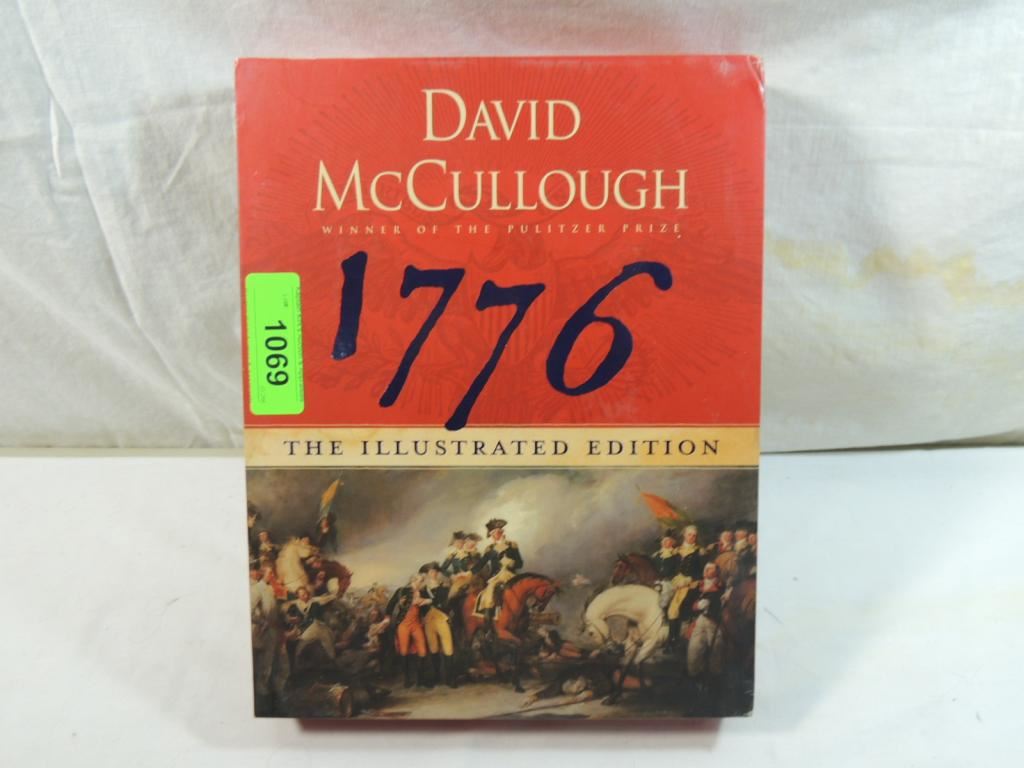 DAVID
MCCULLOUGH
WINNER OF THE PULITZER PRIZE
1776
THE ILLUSTRATED EDITION
1069